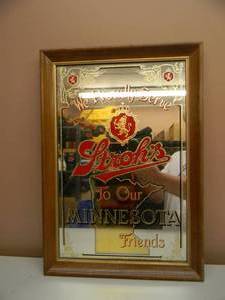 We Proudly Serve
Stroh's
To Our
MINNESOTA
Friends